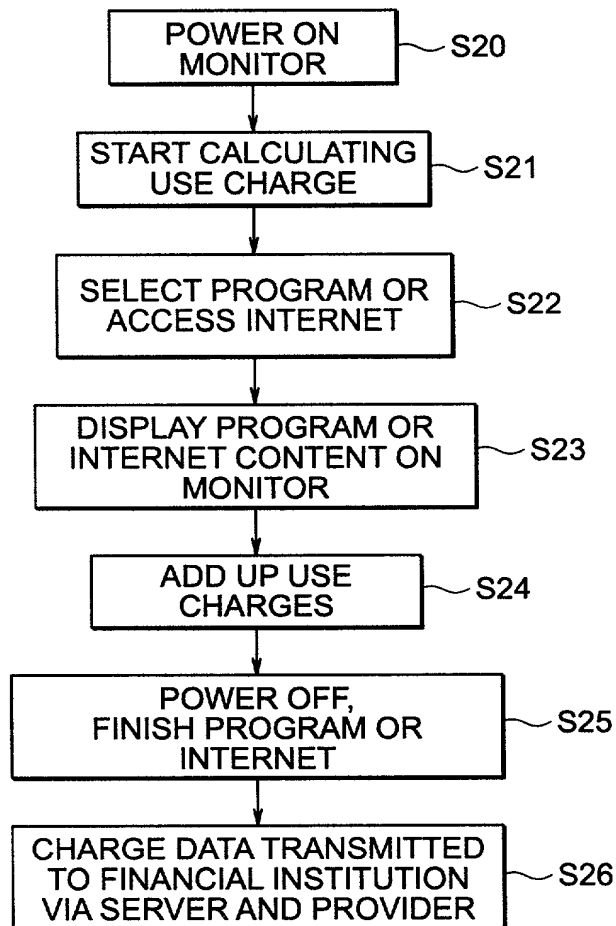 POWER ON
MONITOR
S20
START CALCULATING
USE CHARGE
S21
SELECT PROGRAM OR
ACCESS INTERNET
S22
DISPLAY PROGRAM OR
INTERNET CONTENT ON
MONITOR
S23
ADD UP USE
CHARGES
S24
POWER OFF,
FINISH PROGRAM OR
INTERNET
S25
CHARGE DATA TRANSMITTED
TO FINANCIAL INSTITUTION
VIA SERVER AND PROVIDER
S26